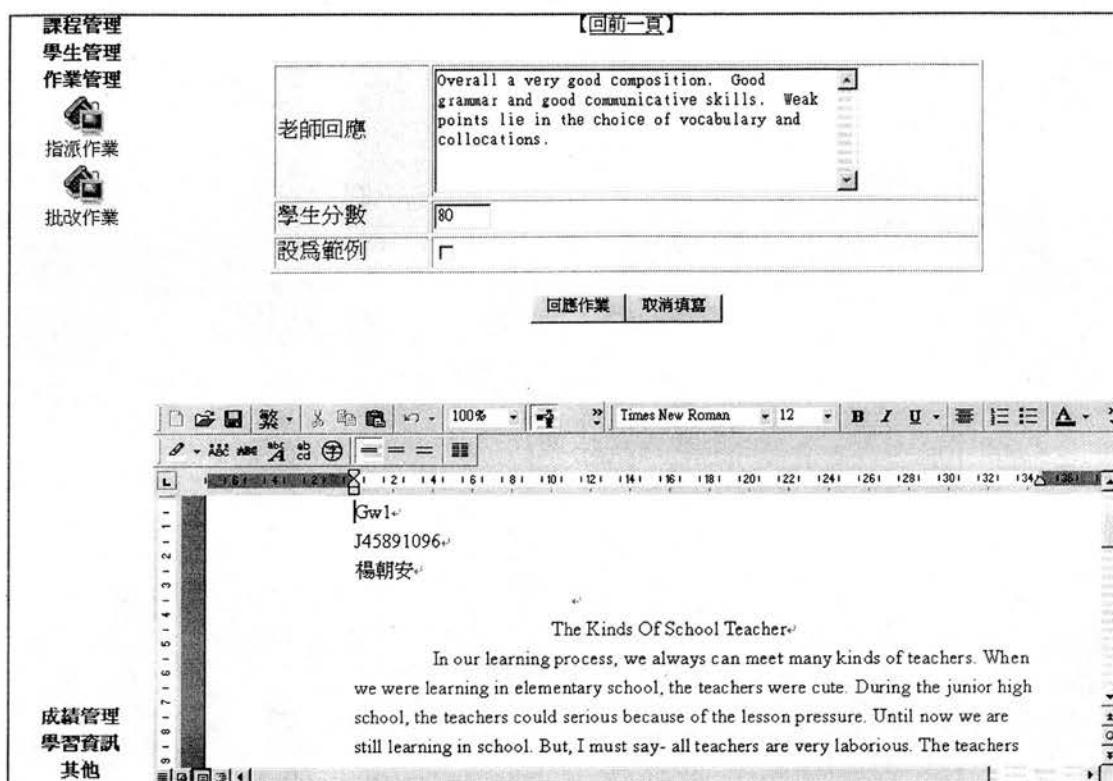 課程管理
學生管理
作業管理
指派作業
批改作業
成績管理
學習資訊
其他
【回前一頁】
老師回應
Overall a very good composition. Good
grammar and good communicative skills. Weak
points lie in the choice of vocabulary and
collocations.
學生分數
80
設為範例
回應作業 取消填寫
繁 100% Times New Roman 12 B I U A
Gw1
J45891096
楊朝安
The Kinds Of School Teacher
In our learning process, we always can meet many kinds of teachers. When
we were learning in elementary school, the teachers were cute. During the junior high
school, the teachers could serious because of the lesson pressure. Until now we are
still learning in school. But, I must say- all teachers are very laborious. The teachers